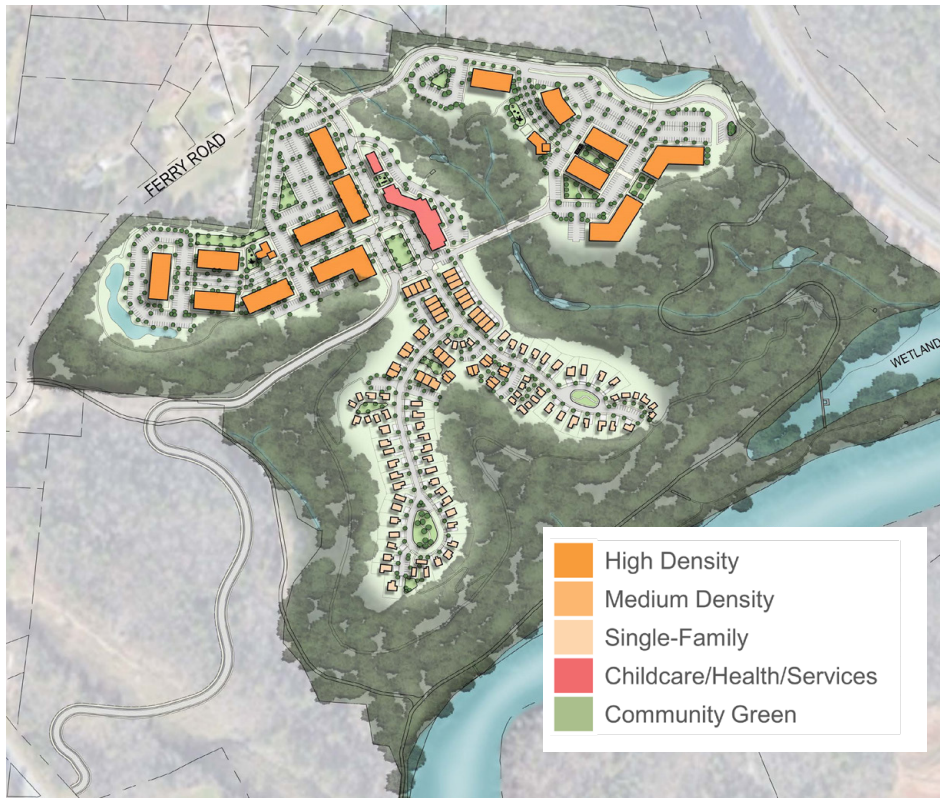 FERRY ROAD
WETLAND
High Density
Medium Density
Single-Family
Childcare/Health/Services
Community Green